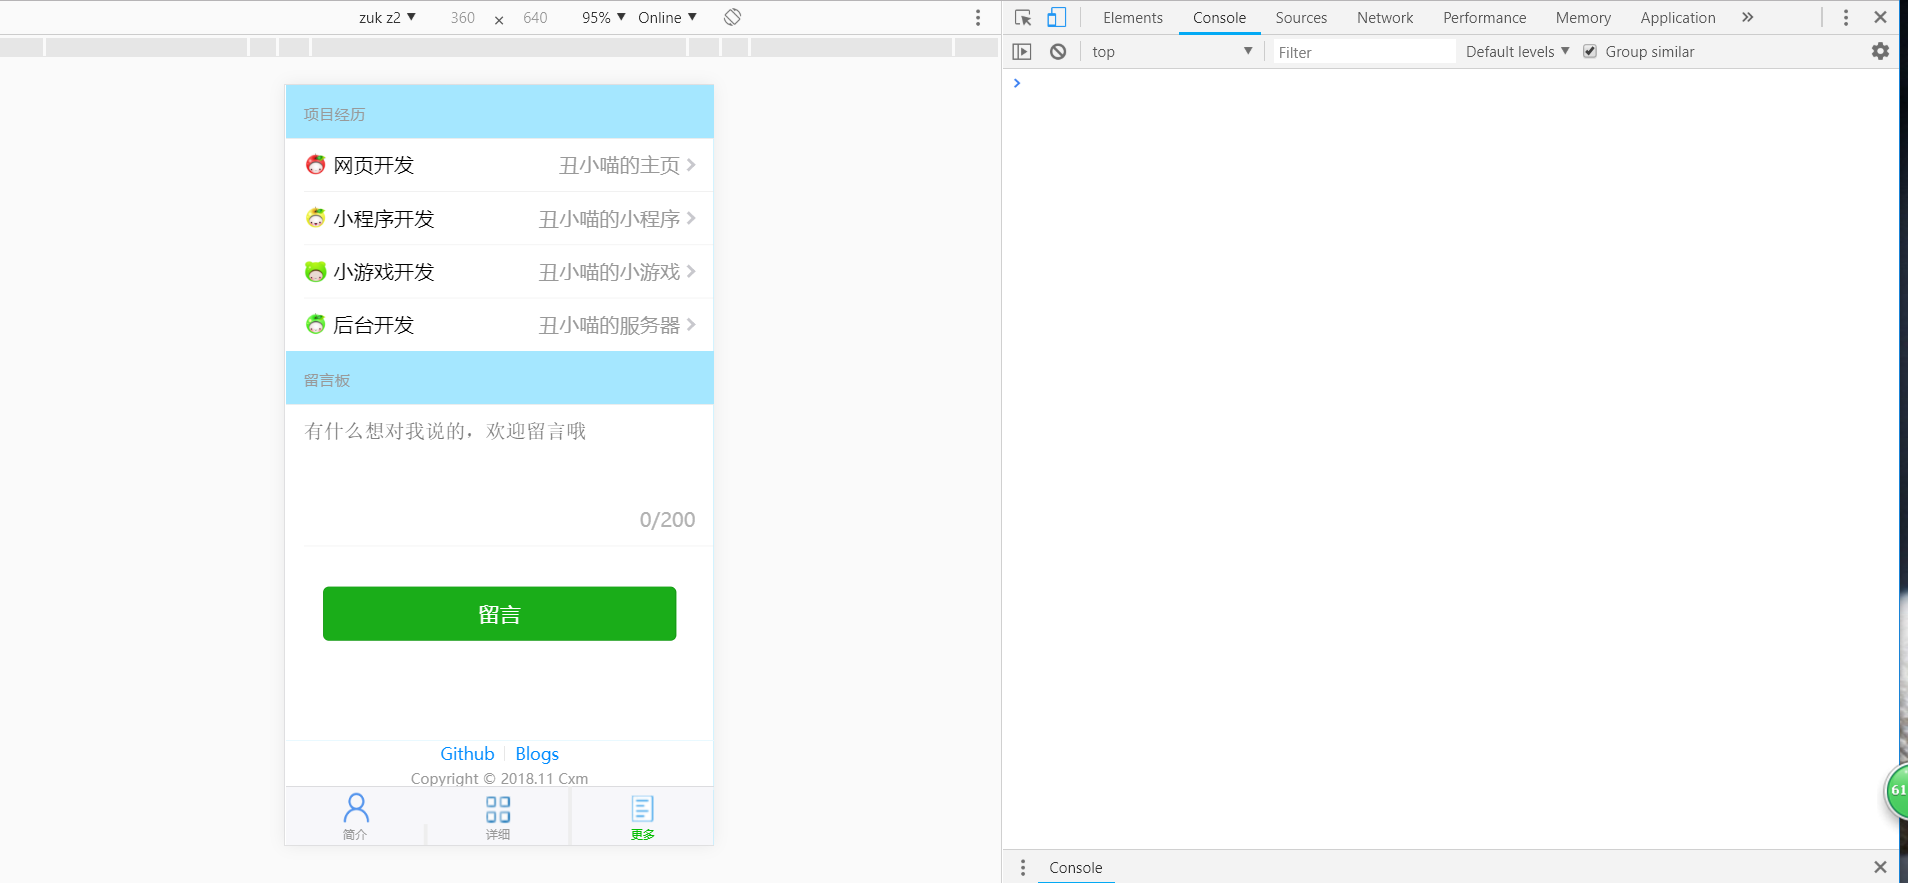 zuk z2 360 × 640 95% Online
Elements Console Sources Network Performance Memory Application
top Filter Default levels Group similar
项目经历
网页开发 丑小喵的主页
小程序开发 丑小喵的小程序
小游戏开发 丑小喵的小游戏
后台开发 丑小喵的服务器
留言板
有什么想对我说的，欢迎留言哦
0/200
留言
Github Blogs
Copyright © 2018.11 Cxm
简介 详细 更多
61
Console